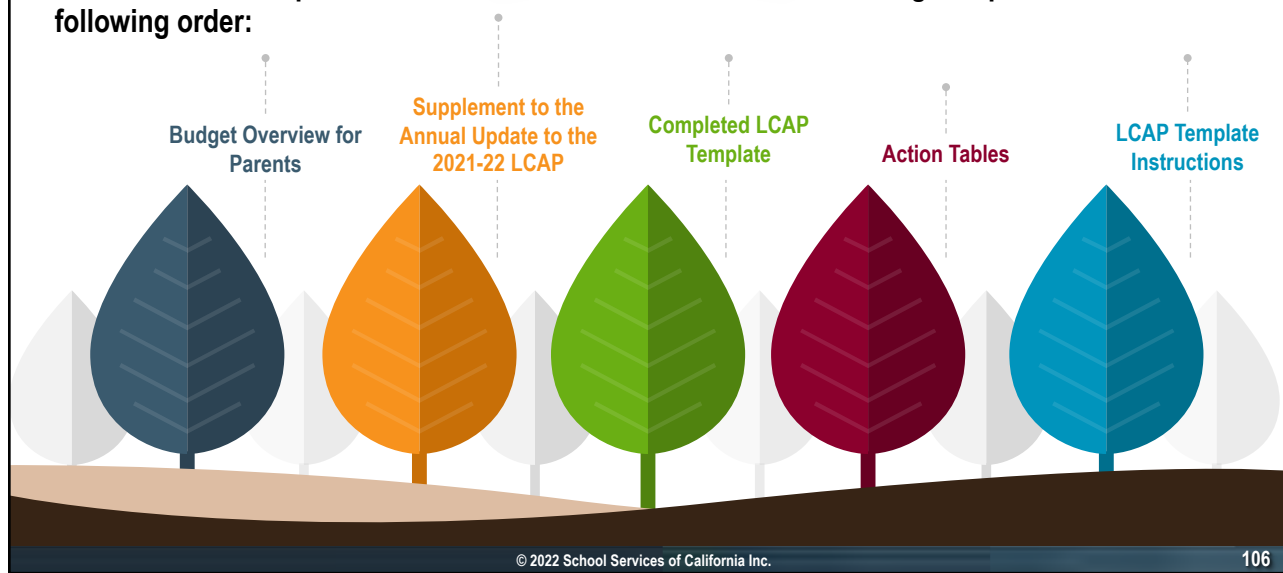 following order:
Budget Overview for
Parents
Supplement to the
Annual Update to the
2021-22 LCAP
Completed LCAP
Template
Action Tables
LCAP Template
Instructions
© 2022 School Services of California Inc.
106